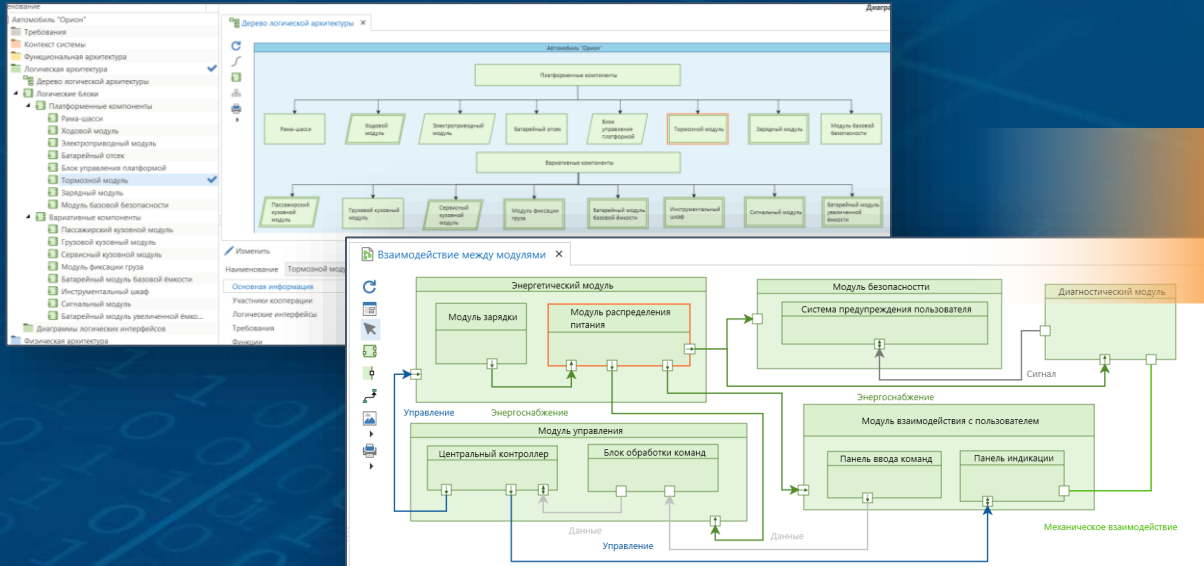 енование
Автомобиль "Орион"
Требования
Контекст системы
Функциональная архитектура
Логическая архитектура
Дерево логической архитектуры
Логические блоки
Платформенные компоненты
Рама-шасси
Ходовой модуль
Электроприводный модуль
Батарейный отсек
Блок управления платформой
Тормозной модуль
Зарядный модуль
Модуль базовой безопасности
Вариативные компоненты
Пассажирский кузовной модуль
Грузовой кузовный модуль
Сервисный кузовной модуль
Модуль фиксации груза
Батарейный модуль базовой ёмкости
Инструментальный шкаф
Сигнальный модуль
Батарейный модуль увеличенной ёмко...
Диаграммы логических интерфейсов
Физическая архитектура
Диагра
Дерево логической архитектуры ×
Автомобиль "Орион"
Платформенные компоненты
Рама-шасси
Ходовой
модуль
Электроприводный
модуль
Батарейный отсек
Блок
управления
платформой
Тормозной модуль
Зарядный модуль
Модуль базовой
безопасности
Вариативные компоненты
Пассажирский
кузовной
модуль
Грузовой кузовный
модуль
Сервисный
кузовной
модуль
Модуль фиксации
груза
Батарейный модуль
базовой ёмкости
Инструментальный
шкаф
Сигнальный модуль
Батарейный модуль
увеличенной
ёмкости
Изменить
Наименование Тормозной моду
Основная информация
Участники кооперации
Логические интерфейсы
Требования
Функции
Взаимодействие между модулями ×
Энергетический модуль
Модуль зарядки
Модуль распределения
питания
Модуль безопасности
Система предупреждения пользователя
Диагностический модуль
Сигнал
Управление
Энергоснабжение
Энергоснабжение
Модуль управления
Центральный контроллер
Блок обработки команд
Модуль взаимодействия с пользователем
Панель ввода команд
Панель индикации
Данные
Данные
Управление
Механическое взаимодействие